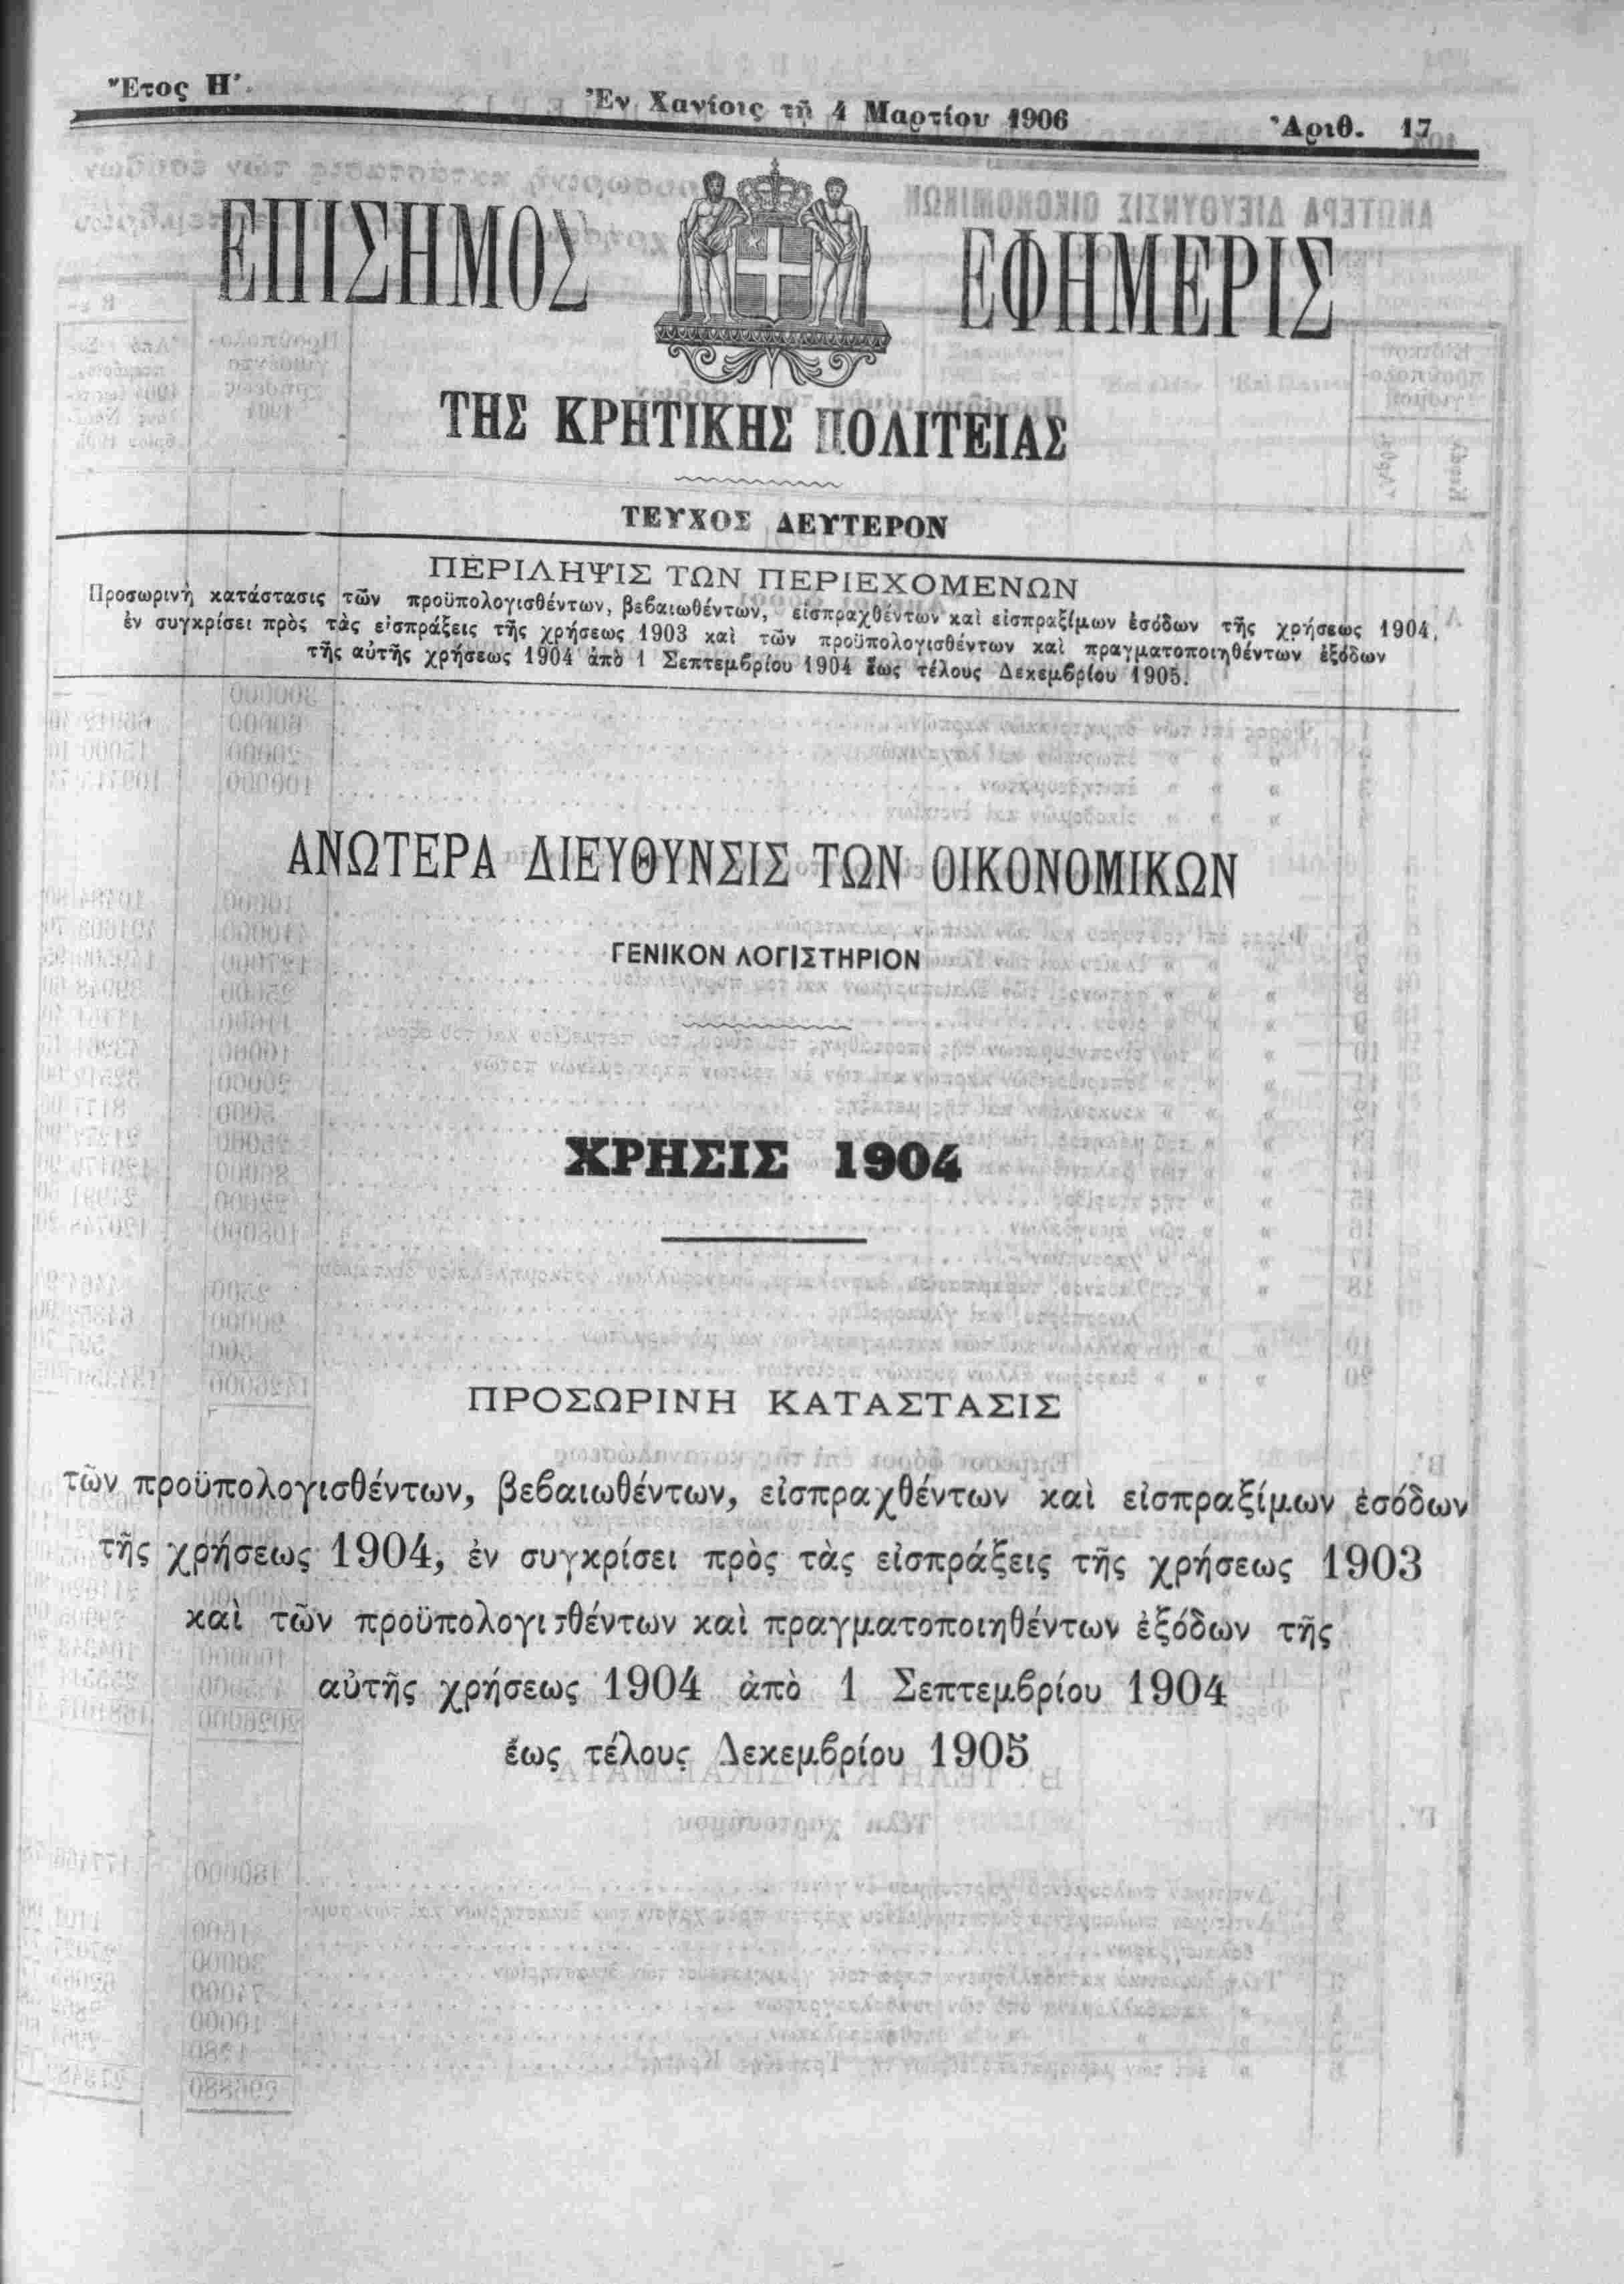 Ἔτος Η΄.
Ἐν Χανίοις τῇ 4 Μαρτίου 1906
Ἀριθ. 17
ΕΠΙΣΗΜΟΣ ΕΦΗΜΕΡΙΣ
ΤΗΣ ΚΡΗΤΙΚΗΣ ΠΟΛΙΤΕΙΑΣ
ΤΕΥΧΟΣ ΔΕΥΤΕΡΟΝ
ΠΕΡΙΛΗΨΙΣ ΤΩΝ ΠΕΡΙΕΧΟΜΕΝΩΝ
Προσωρινὴ κατάστασις τῶν προϋπολογισθέντων, βεβαιωθέντων, εἰσπραχθέντων καὶ εἰσπραξίμων ἐσόδων τῆς χρήσεως 1904,
ἐν συγκρίσει πρὸς τὰς εἰσπράξεις τῆς χρήσεως 1903 καὶ τῶν προϋπολογισθέντων καὶ πραγματοποιηθέντων ἐξόδων
τῆς αὐτῆς χρήσεως 1904 ἀπὸ 1 Σεπτεμβρίου 1904 ἕως τέλους Δεκεμβρίου 1905.
ΑΝΩΤΕΡΑ ΔΙΕΥΘΥΝΣΙΣ ΤΩΝ ΟΙΚΟΝΟΜΙΚΩΝ
ΓΕΝΙΚΟΝ ΛΟΓΙΣΤΗΡΙΟΝ
ΧΡΗΣΙΣ 1904
ΠΡΟΣΩΡΙΝΗ ΚΑΤΑΣΤΑΣΙΣ
τῶν προϋπολογισθέντων, βεβαιωθέντων, εἰσπραχθέντων καὶ εἰσπραξίμων ἐσόδων
τῆς χρήσεως 1904, ἐν συγκρίσει πρὸς τὰς εἰσπράξεις τῆς χρήσεως 1903
καὶ τῶν προϋπολογισθέντων καὶ πραγματοποιηθέντων ἐξόδων τῆς
αὐτῆς χρήσεως 1904 ἀπὸ 1 Σεπτεμβρίου 1904
ἕως τέλους Δεκεμβρίου 1905